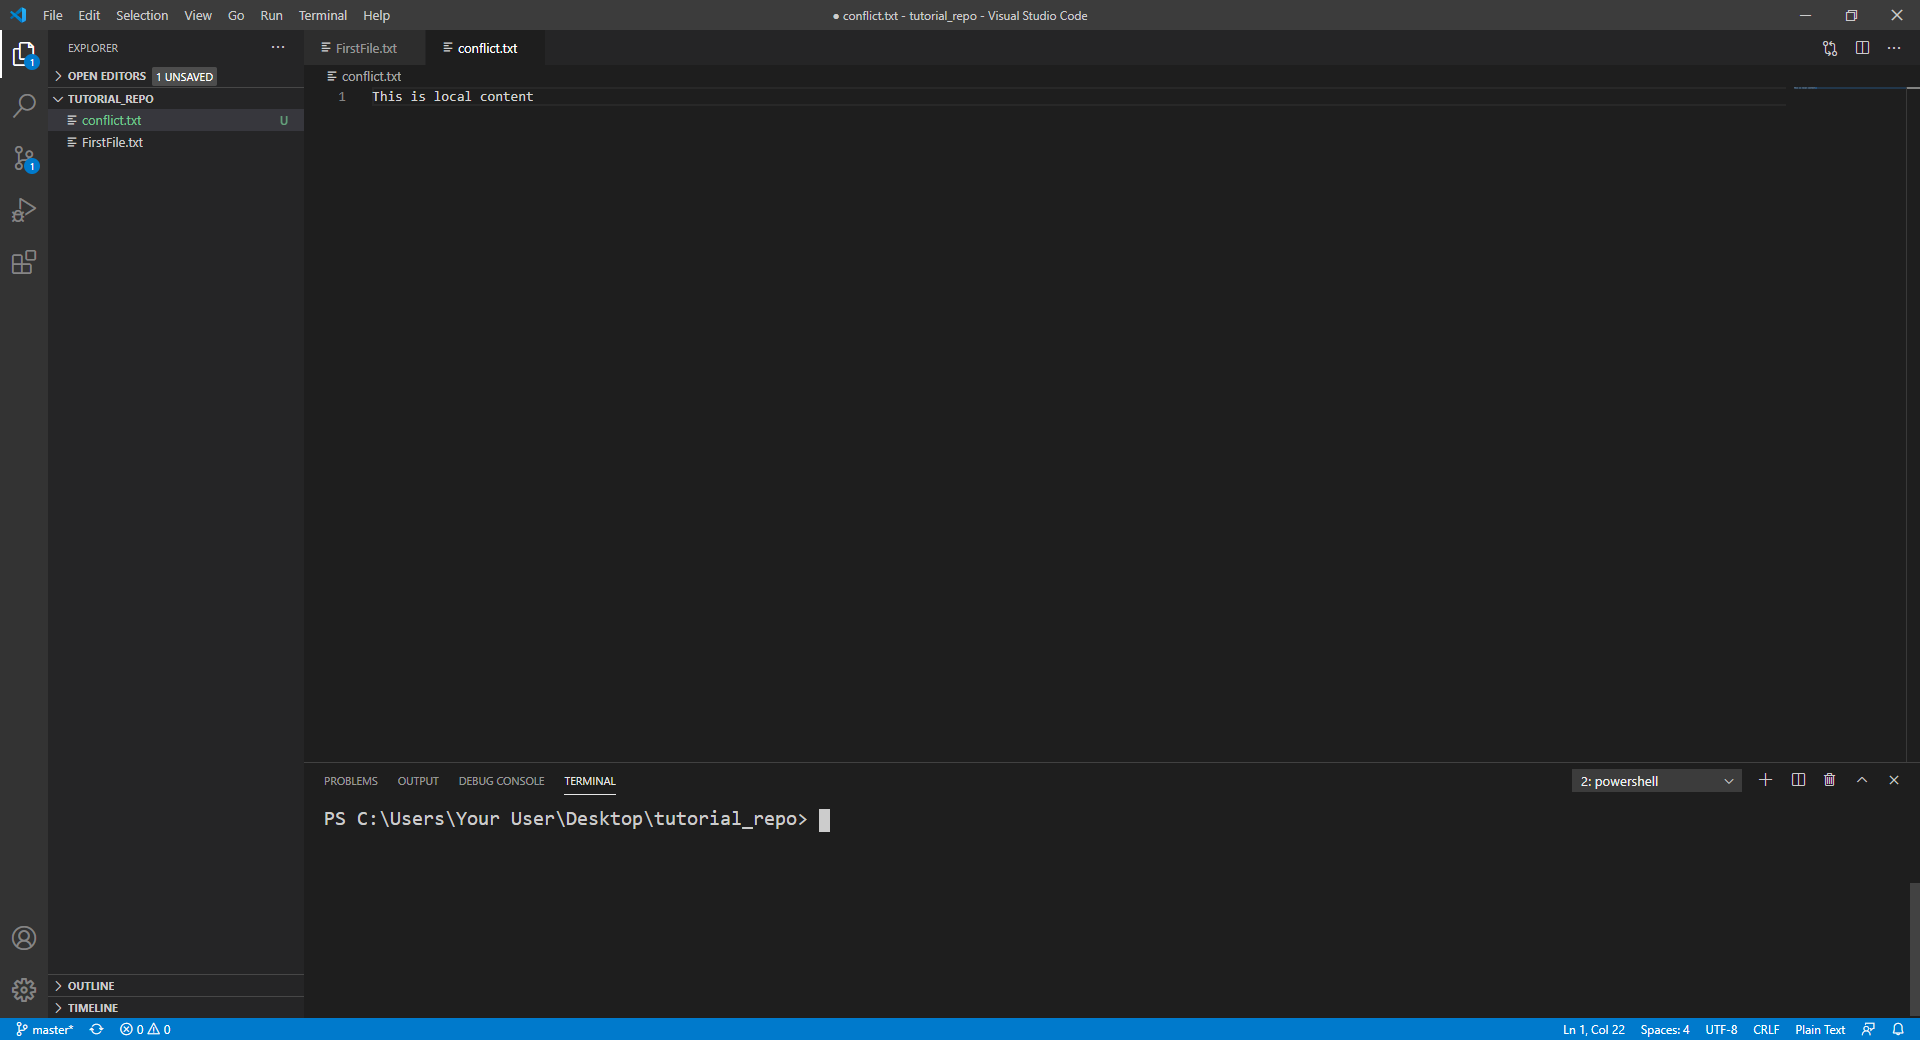 File Edit Selection View Go Run Terminal Help
● conflict.txt - tutorial_repo - Visual Studio Code
EXPLORER
FirstFile.txt conflict.txt
OPEN EDITORS 1 UNSAVED
conflict.txt
TUTORIAL_REPO
1 This is local content
conflict.txt U
FirstFile.txt
1
1
PROBLEMS OUTPUT DEBUG CONSOLE TERMINAL
2: powershell
PS C:\Users\Your User\Desktop\tutorial_repo>
OUTLINE
TIMELINE
master* 0 0
Ln 1, Col 22 Spaces: 4 UTF-8 CRLF Plain Text